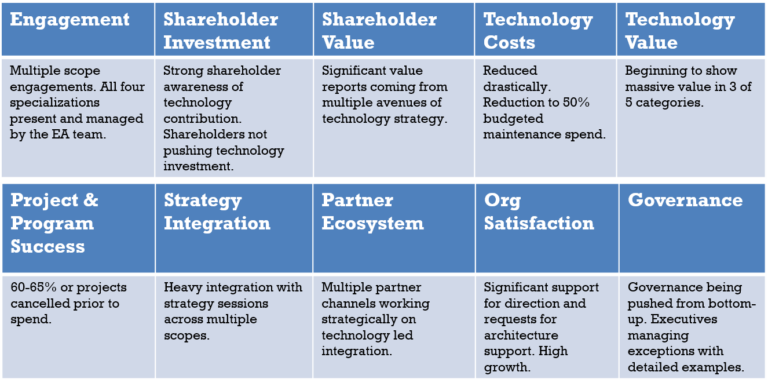 Engagement
Shareholder
Investment
Shareholder
Value
Technology
Costs
Technology
Value
Multiple scope
engagements. All four
specializations
present and managed
by the EA team.
Strong shareholder
awareness of
technology
contribution.
Shareholders not
pushing technology
investment.
Significant value
reports coming from
multiple avenues of
technology strategy.
Reduced
drastically.
Reduction to 50%
budgeted
maintenance spend.
Beginning to show
massive value in 3 of
5 categories.
Project &
Program
Success
Strategy
Integration
Partner
Ecosystem
Org
Satisfaction
Governance
60-65% or projects
cancelled prior to
spend.
Heavy integration with
strategy sessions
across multiple
scopes.
Multiple partner
channels working
strategically on
technology led
integration.
Significant support
for direction and
requests for
architecture
support. High
growth.
Governance being
pushed from bottom-
up. Executives
managing
exceptions with
detailed examples.